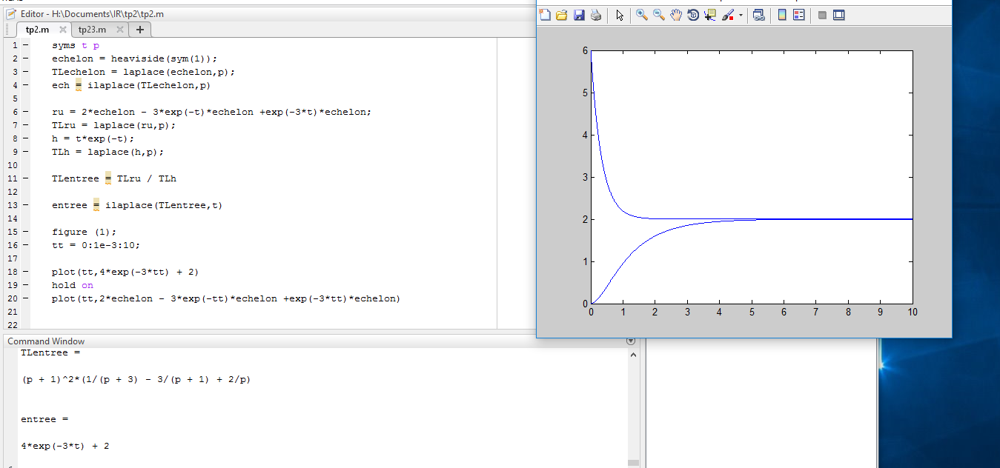 Editor - H:\Documents\IR\tp2\tp2.m
tp2.m × tp23.m × +
1 - syms t p
2 - echelon = heaviside(sym(1));
3 - TLechelon = laplace(echelon,p);
4 - ech = ilaplace(TLechelon,p)
5
6 - ru = 2*echelon - 3*exp(-t)*echelon +exp(-3*t)*echelon;
7 - TLru = laplace(ru,p);
8 - h = t*exp(-t);
9 - TLh = laplace(h,p);
10
11 - TLentree = TLru / TLh
12
13 - entree = ilaplace(TLentree,t)
14
15 - figure (1);
16 - tt = 0:1e-3:10;
17
18 - plot(tt,4*exp(-3*tt) + 2)
19 - hold on
20 - plot(tt,2*echelon - 3*exp(-tt)*echelon +exp(-3*tt)*echelon)
21
22
Command Window
TLentree =
(p + 1)^2*(1/(p + 3) - 3/(p + 1) + 2/p)
entree =
4*exp(-3*t) + 2
6
5
4
3
2
1
0
0 1 2 3 4 5 6 7 8 9 10